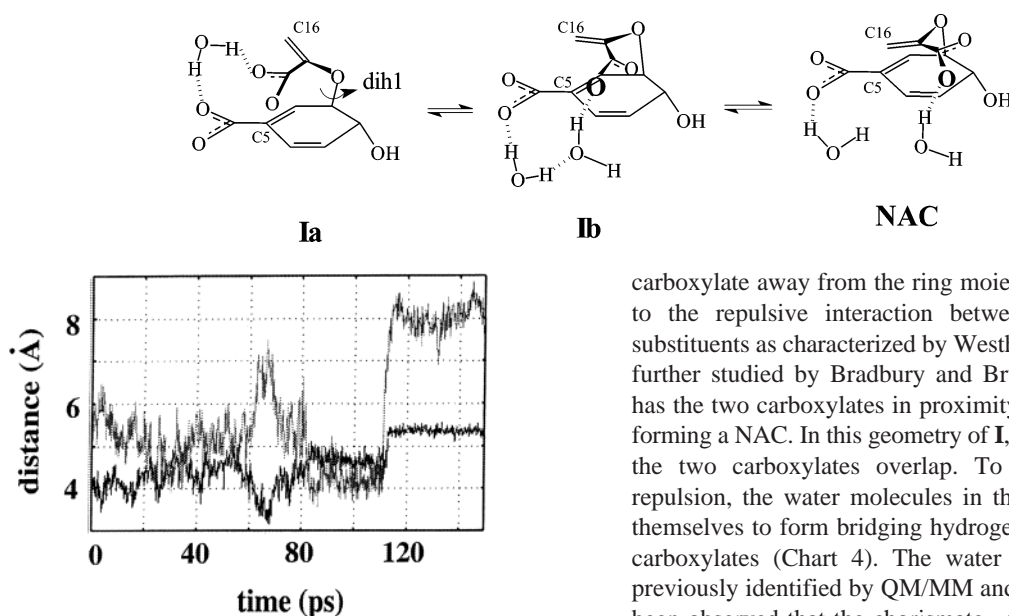 C16
C16
C16
H
O
H
O
O
O
dih1
O
O
C5
OH
Ia
O
O
O
C5
O
O
H
OH
H
O
H
O
H
H
Ib
O
O
O
O
O
C5
OH
H
H
O
H
O
H
NAC
distance (Å)
8
6
4
0
40
80
120
time (ps)
carboxylate away from the ring moie
to the repulsive interaction betwe
substituents as characterized by Westh
further studied by Bradbury and Br
has the two carboxylates in proximity
forming a NAC. In this geometry of I,
the two carboxylates overlap. To
repulsion, the water molecules in th
themselves to form bridging hydroge
carboxylates (Chart 4). The water
previously identified by QM/MM and